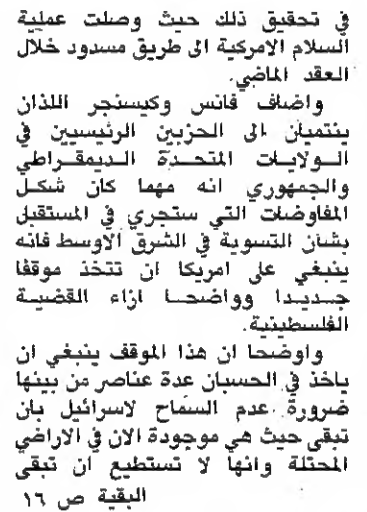 في تحقيق ذلك حيث وصلت عملية
السلام الامركية الى طريق مسدود خلال
العقد الماضي.
واضاف فانس وكيسنجر اللذان
ينتميان الى الحزبين الرئيسيين في
الولايات المتحدة الديمقراطي
والجمهوري انه مهما كان شكل
المفاوضات التي ستجري في المستقبل
بشان التسوية في الشرق الاوسط فانه
ينبغي على امريكا ان تتخذ موقفا
جديدا وواضحا ازاء القضية
الفلسطينية.
واوضحا ان هذا الموقف ينبغي ان
ياخذ في الحسبان عدة عناصر من بينها
ضرورة عدم السماح لاسرائيل بان
تبقى حيث هي موجودة الان في الاراضي
المحتلة وانها لا تستطيع ان تبقى
البقية ص ١٦